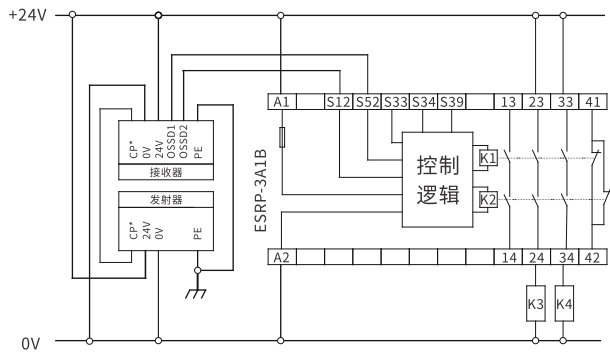 +24V
A1 S12 S52 S33 S34 S39 13 23 33 41
CP* 0V 24V OSSD1 OSSD2 PE
接收器
发射器
CP* 24V 0V PE
ESRP-3A1B
控制
逻辑
K1
K2
A2 14 24 34 42
K3 K4
0V